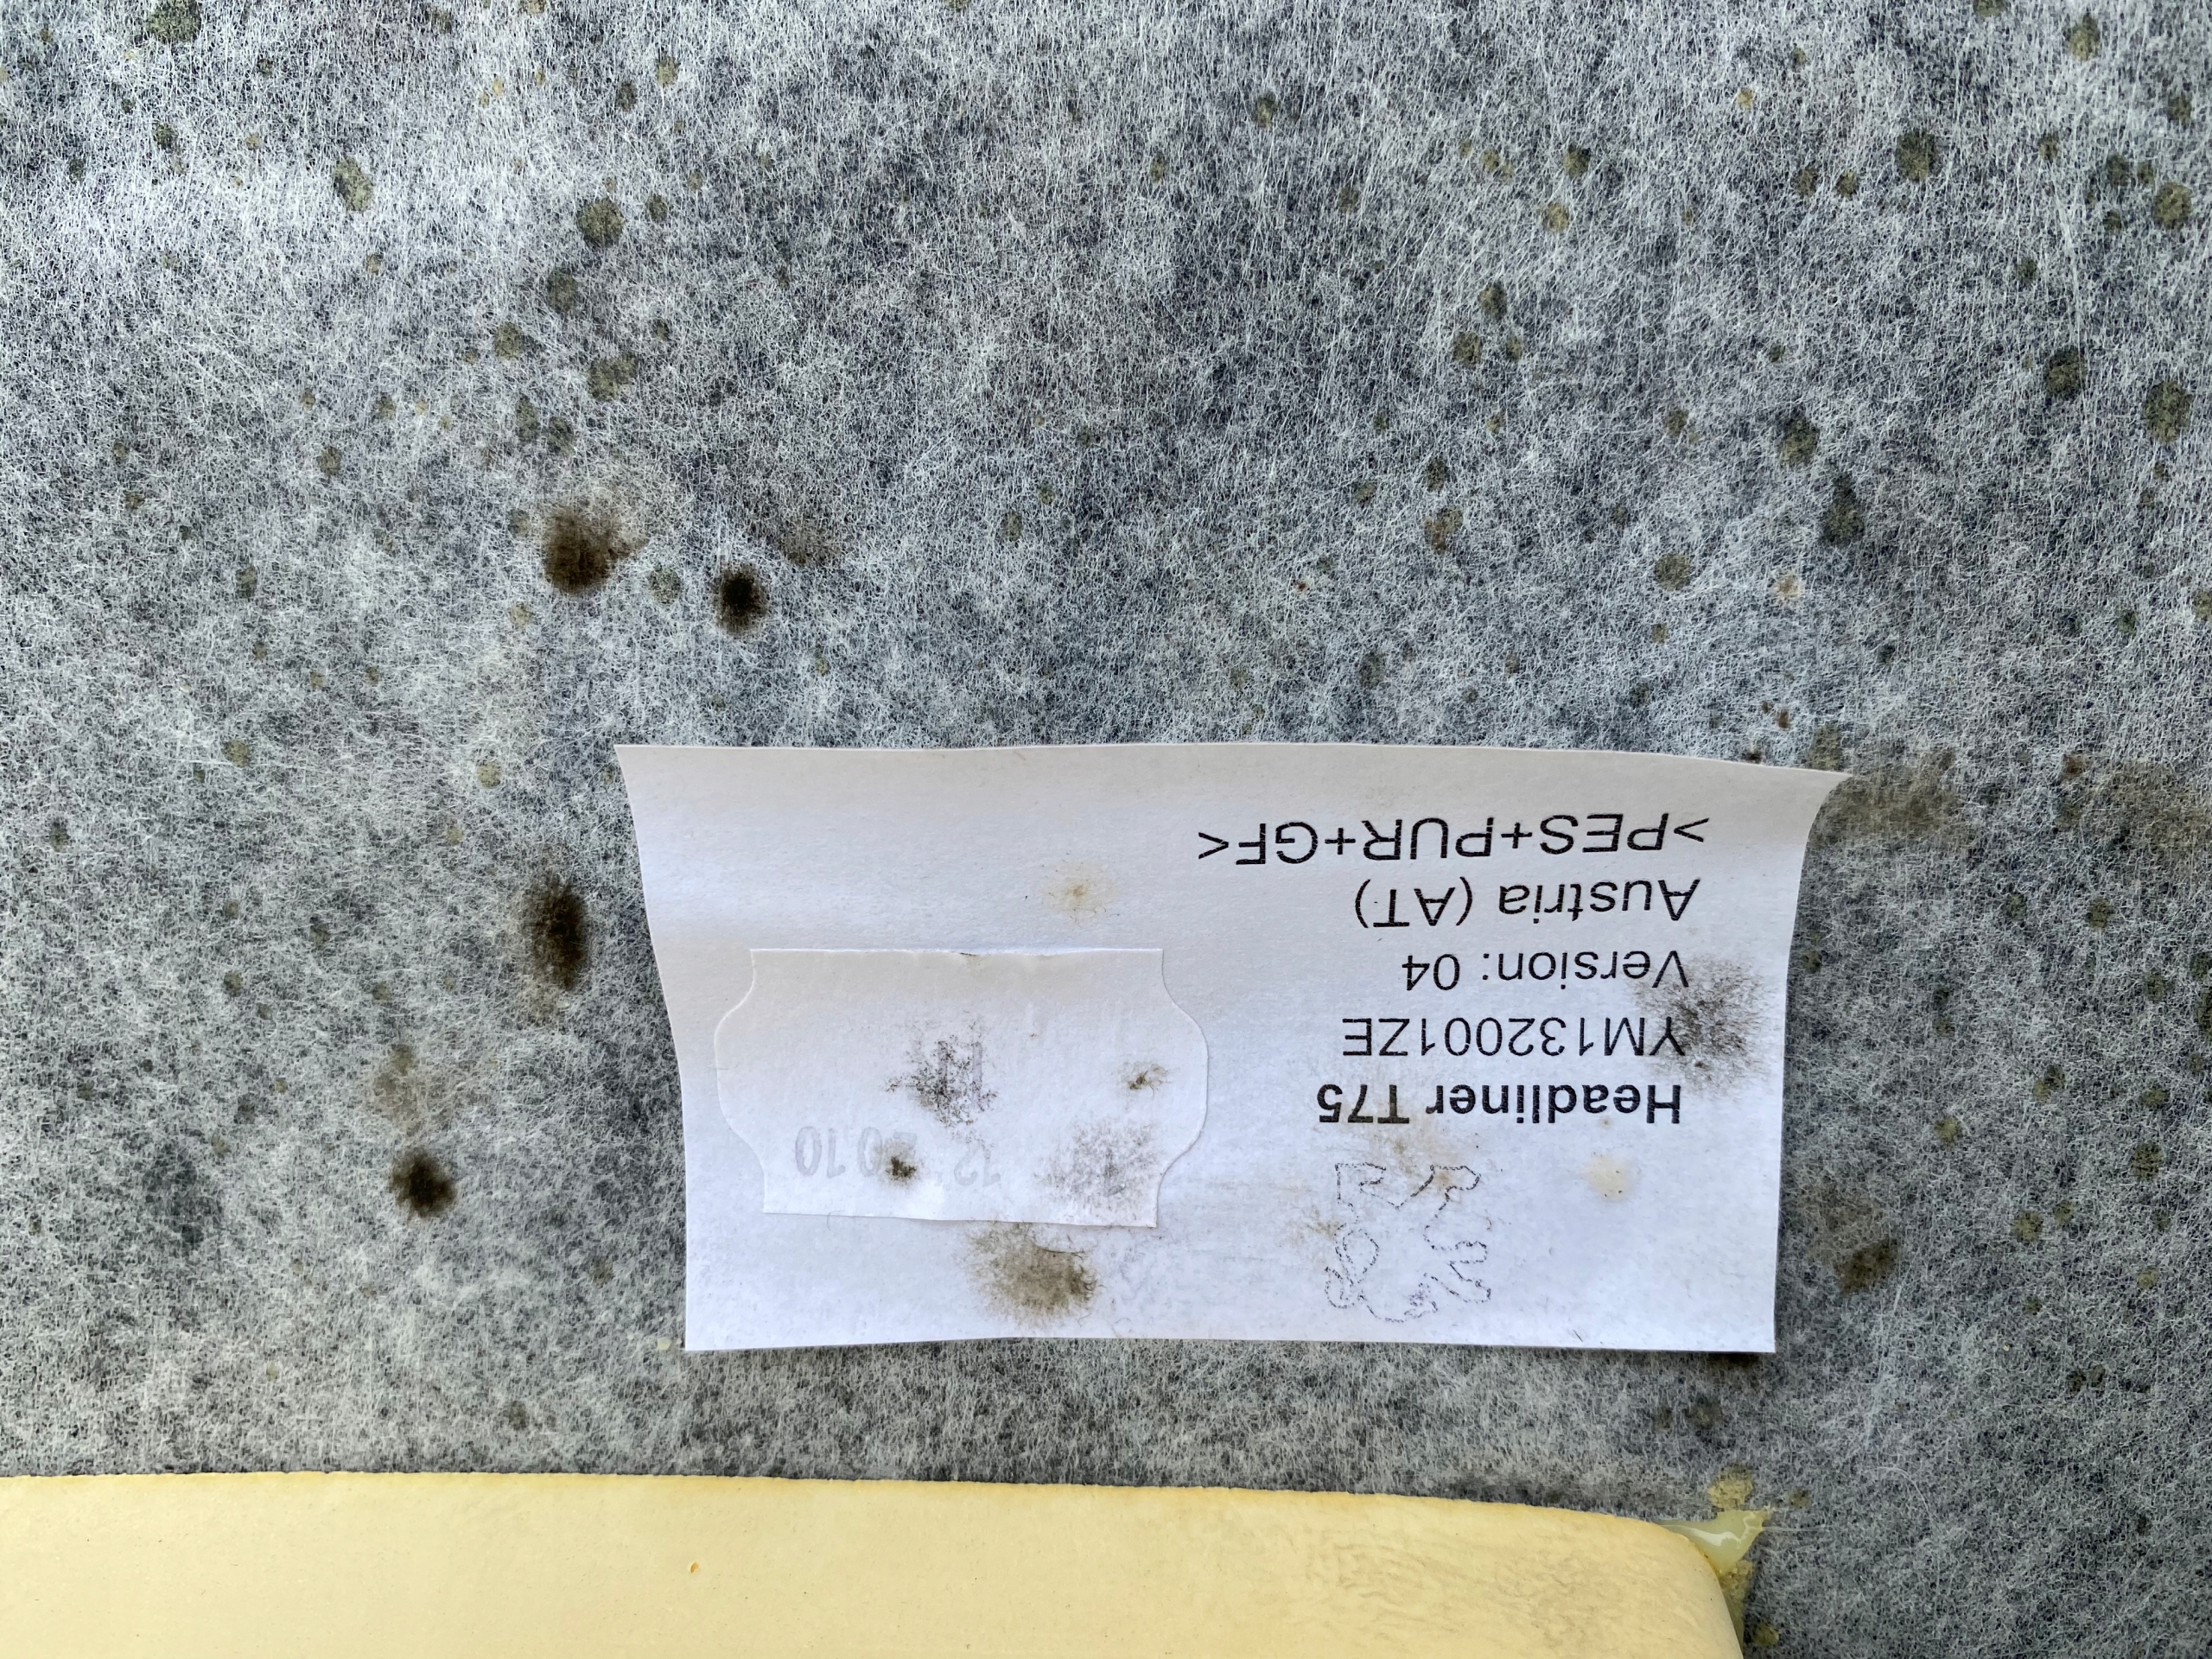 Headliner T75
YM132001ZE
Version: 04
Austria (AT)
>PES+PUR+GF<